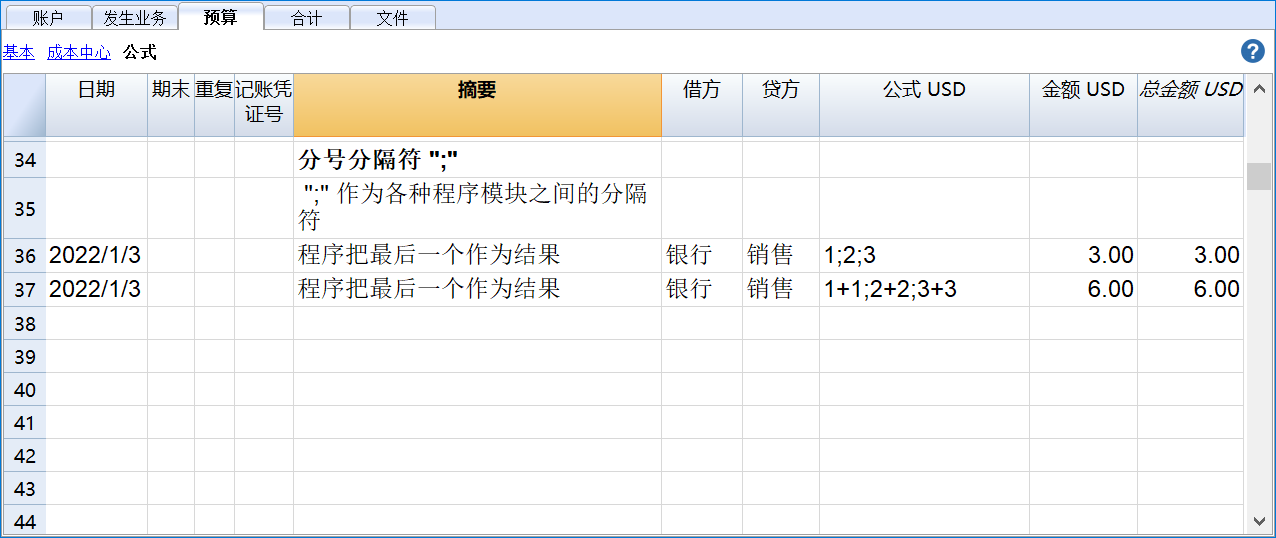 账户 发生业务 预算 合计 文件
基本 成本中心 公式 ?
日期 期末 重复 记账凭 摘要 借方 贷方 公式 USD 金额 USD 总金额 USD
证号
34 分号分隔符 ";"
35 ";" 作为各种程序模块之间的分隔
符
36 2022/1/3 程序把最后一个作为结果 银行 销售 1;2;3 3.00 3.00
37 2022/1/3 程序把最后一个作为结果 银行 销售 1+1;2+2;3+3 6.00 6.00
38
39
40
41
42
43
44